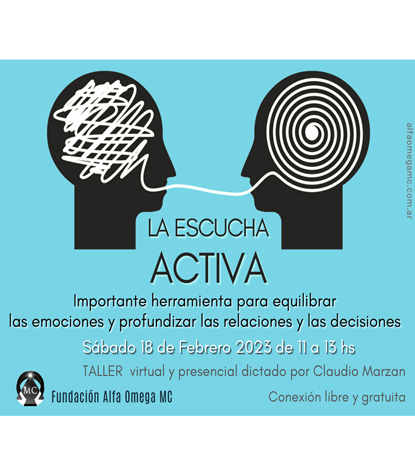 alfaomegamc.com.ar
LA ESCUCHA
ACTIVA
Importante herramienta para equilibrar
las emociones y profundizar las relaciones y las decisiones
Sábado 18 de Febrero 2023 de 11 a 13 hs
TALLER virtual y presencial dictado por Claudio Marzan
MC
Fundación Alfa Omega MC
Conexión libre y gratuita